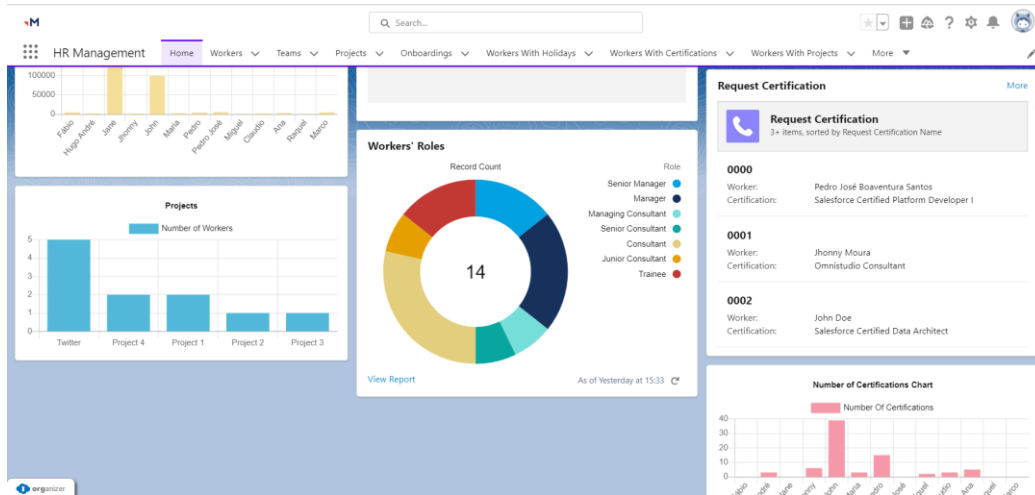 M
Search...
HR Management
Home
Workers
Teams
Projects
Onboardings
Workers With Holidays
Workers With Certifications
Workers With Projects
More
100000
50000
0
Fábio
Hugo André
Jane
Jhonny
John
Maria
Pedro
Pedro José
Miguel
Claudio
Ana
Raquel
Marco
Projects
Number of Workers
5
4
3
2
1
0
Twitter
Project 4
Project 1
Project 2
Project 3
Workers' Roles
Record Count
Role
Senior Manager
Manager
Managing Consultant
Senior Consultant
Consultant
Junior Consultant
Trainee
14
View Report
As of Yesterday at 15:33
Request Certification
More
Request Certification
3+ items, sorted by Request Certification Name
0000
Worker: Pedro José Boaventura Santos
Certification: Salesforce Certified Platform Developer I
0001
Worker: Jhonny Moura
Certification: Omnistudio Consultant
0002
Worker: John Doe
Certification: Salesforce Certified Data Architect
Number of Certifications Chart
Number Of Certifications
40
30
20
10
0
John
Ana
organizer